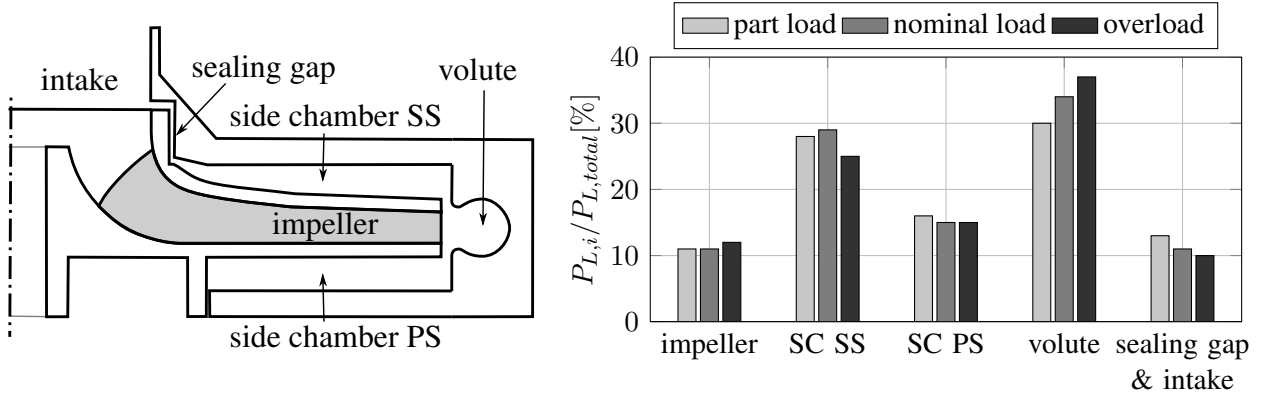 intake
sealing gap
volute
side chamber SS
impeller
side chamber PS
part load
nominal load
overload
P_{L,i}/P_{L,total}[%]
40
30
20
10
0
impeller
SC SS
SC PS
volute
sealing gap
& intake